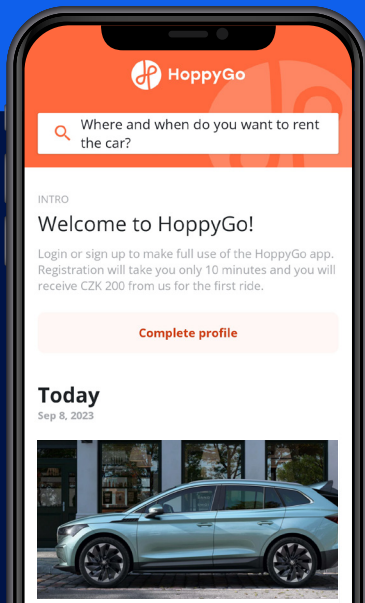 HoppyGo
Where and when do you want to rent
the car?
INTRO
Welcome to HoppyGo!
Login or sign up to make full use of the HoppyGo app.
Registration will take you only 10 minutes and you will
receive CZK 200 from us for the first ride.
Complete profile
Today
Sep 8, 2023